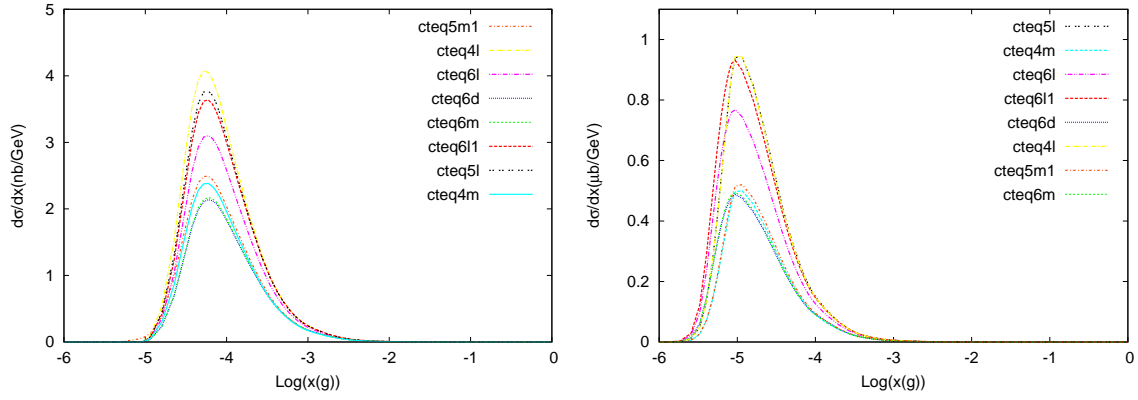 dσ/dx(nb/GeV)
5
4
3
2
1
0
cteq5m1
cteq4l
cteq6l
cteq6d
cteq6m
cteq6l1
cteq5l
cteq4m
-6 -5 -4 -3 -2 -1 0
Log(x(g))
dσ/dx(μb/GeV)
1
0.8
0.6
0.4
0.2
0
cteq5l
cteq4m
cteq6l
cteq6l1
cteq6d
cteq4l
cteq5m1
cteq6m
-6 -5 -4 -3 -2 -1 0
Log(x(g))